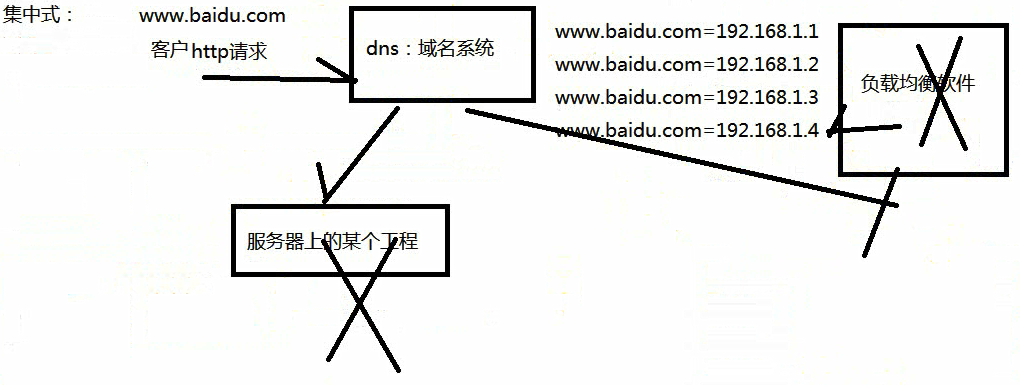 集中式：
www.baidu.com
客户http请求
dns：域名系统
www.baidu.com=192.168.1.1
www.baidu.com=192.168.1.2
www.baidu.com=192.168.1.3
www.baidu.com=192.168.1.4
负载均衡软件
服务器上的某个工程